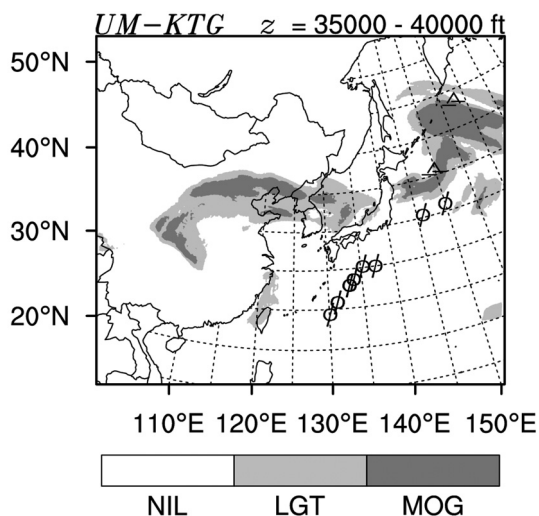 UM-KTG z = 35000 - 40000 ft
50°N
40°N
30°N
20°N
110°E 120°E 130°E 140°E 150°E
NIL LGT MOG